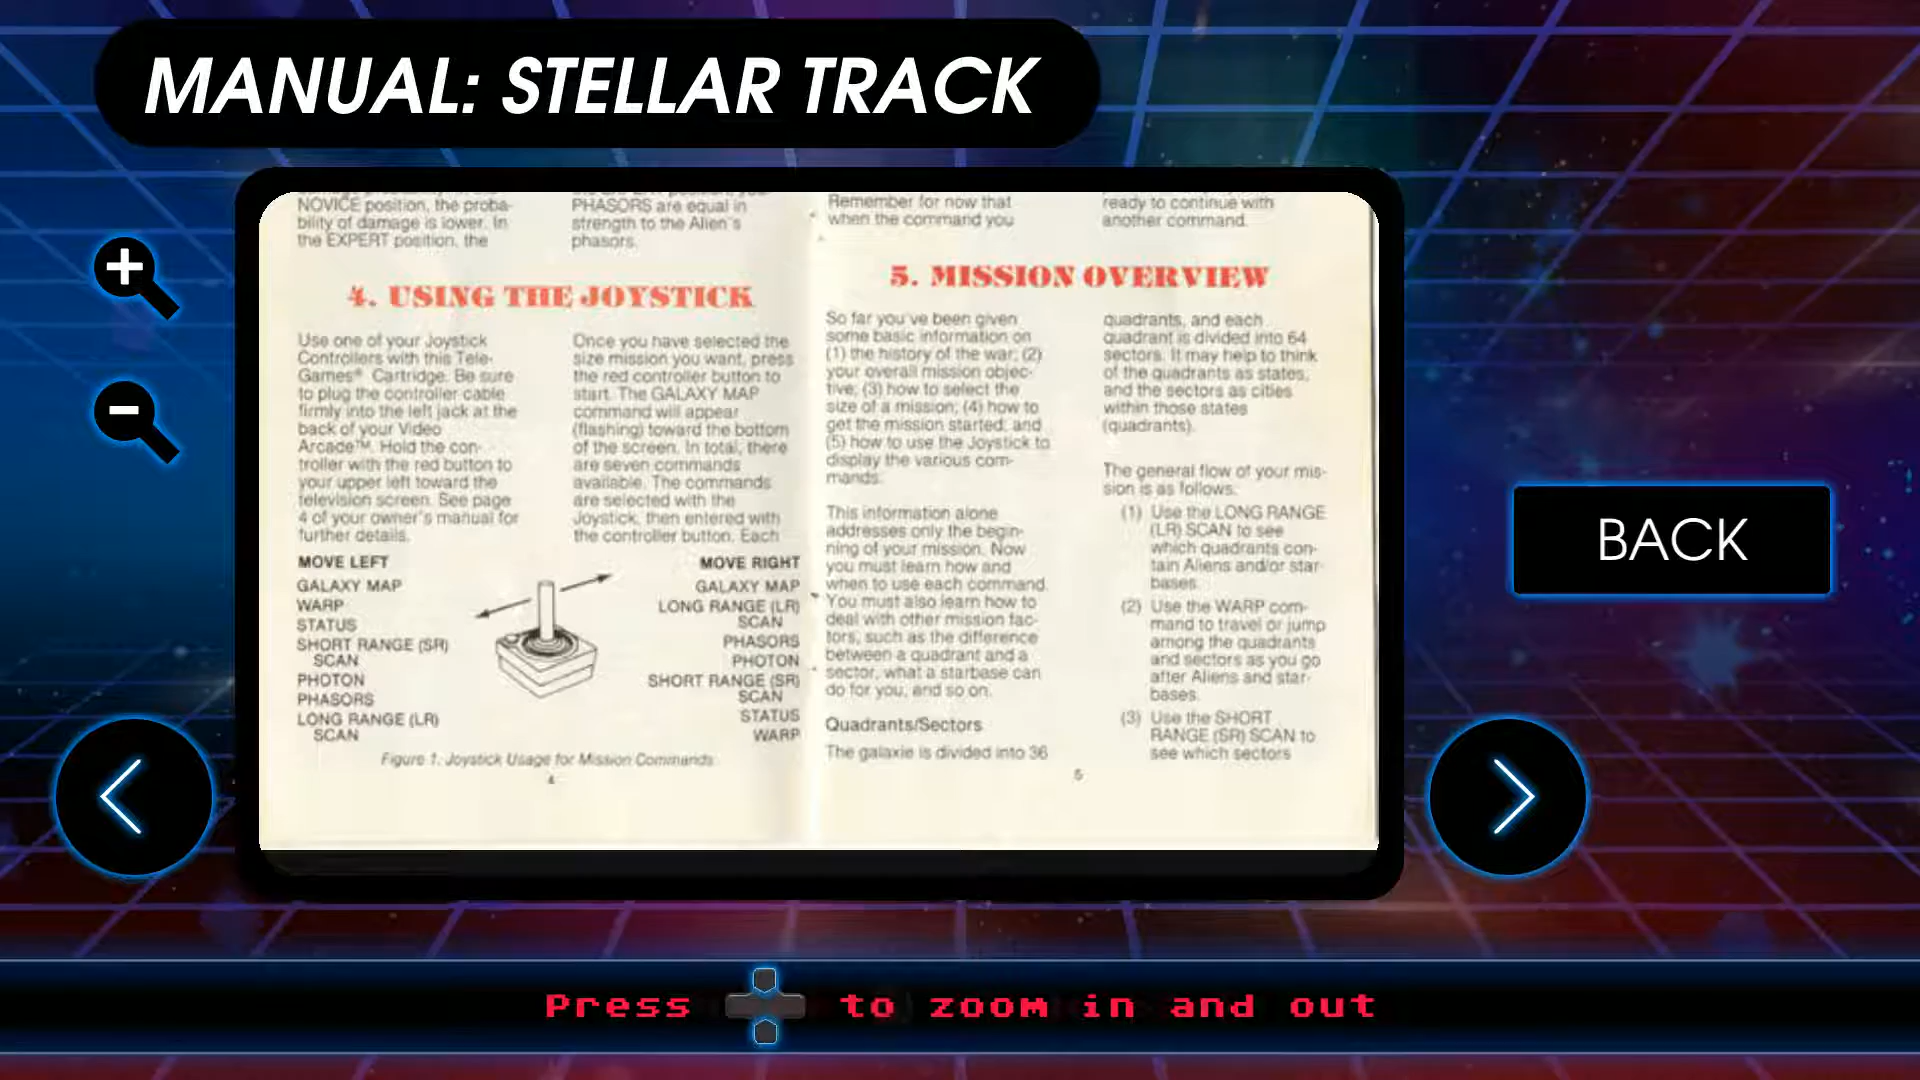 MANUAL: STELLAR TRACK
NOVICE position, the proba-
bility of damage is lower. In
the EXPERT position, the
PHASORS are equal in
strength to the Alien's
phasors.
4. USING THE JOYSTICK
Use one of your Joystick
Controllers with this Tele-
Games® Cartridge. Be sure
to plug the controller cable
firmly into the left jack at the
back of your Video
Arcade™. Hold the con-
troller with the red button to
your upper left toward the
television screen. See page
4 of your owner's manual for
further details.
Once you have selected the
size mission you want, press
the red controller button to
start. The GALAXY MAP
command will appear
(flashing) toward the bottom
of the screen. In total, there
are seven commands
available. The commands
are selected with the
Joystick, then entered with
the controller button. Each
MOVE LEFT
GALAXY MAP
WARP
STATUS
SHORT RANGE (SR)
SCAN
PHOTON
PHASORS
LONG RANGE (LR)
SCAN
MOVE RIGHT
GALAXY MAP
LONG RANGE (LR)
SCAN
PHASORS
PHOTON
SHORT RANGE (SR)
SCAN
STATUS
WARP
Figure 1. Joystick Usage for Mission Commands
4
Remember for now that
when the command you
ready to continue with
another command.
5. MISSION OVERVIEW
So far you've been given
some basic information on
(1) the history of the war; (2)
your overall mission objec-
tive; (3) how to select the
size of a mission; (4) how to
get the mission started; and
(5) how to use the Joystick to
display the various com-
mands.
This information alone
addresses only the begin-
ning of your mission. Now
you must learn how and
when to use each command.
You must also learn how to
deal with other mission fac-
tors, such as the difference
between a quadrant and a
sector, what a starbase can
do for you, and so on.
Quadrants/Sectors
The galaxie is divided into 36
quadrants, and each
quadrant is divided into 64
sectors. It may help to think
of the quadrants as states,
and the sectors as cities
within those states
(quadrants).
The general flow of your mis-
sion is as follows.
(1) Use the LONG RANGE
(LR) SCAN to see
which quadrants con-
tain Aliens and/or star-
bases.
(2) Use the WARP com-
mand to travel or jump
among the quadrants
and sectors as you go
after Aliens and star-
bases.
(3) Use the SHORT
RANGE (SR) SCAN to
see which sectors
5
BACK
Press to zoom in and out